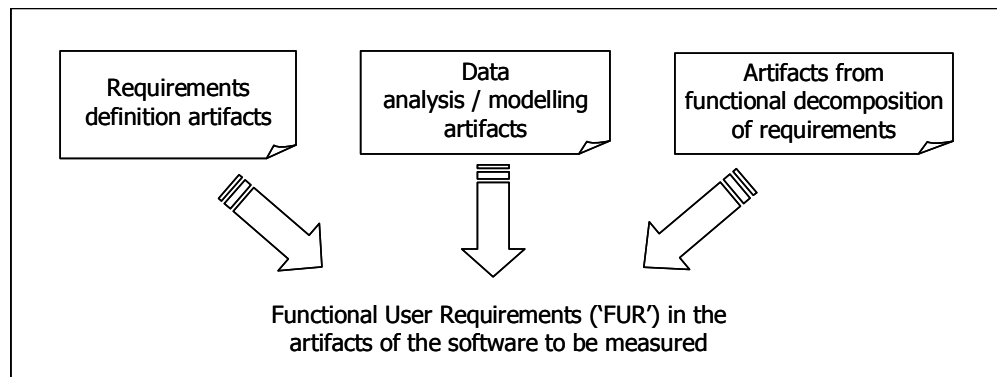 Requirements
definition artifacts
Data
analysis / modelling
artifacts
Artifacts from
functional decomposition
of requirements
Functional User Requirements (‘FUR’) in the
artifacts of the software to be measured